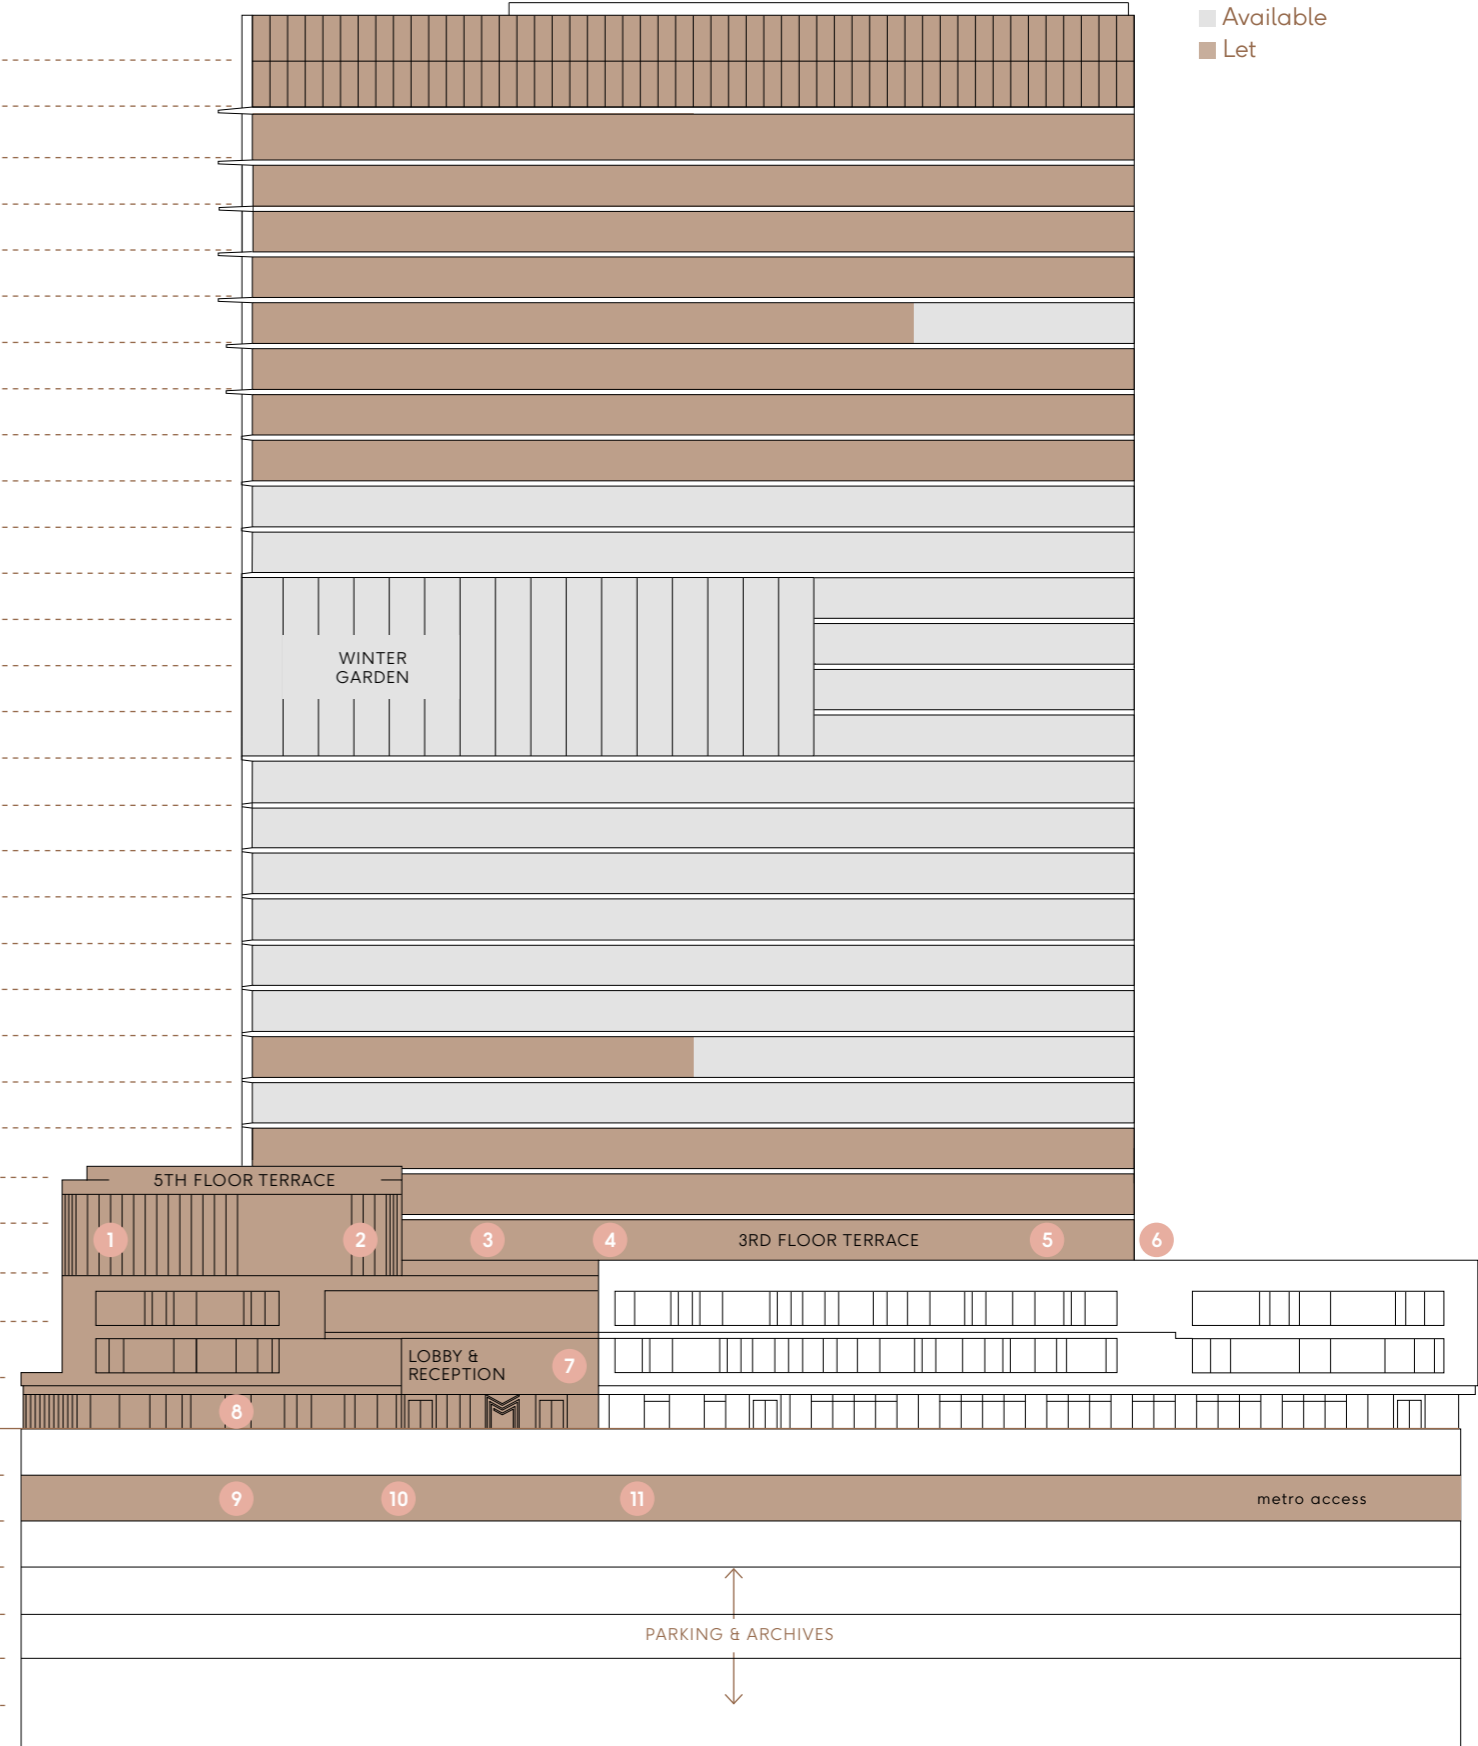 Available
Let
WINTER
GARDEN
5TH FLOOR TERRACE
1
2
3
4
3RD FLOOR TERRACE
5
6
LOBBY &
RECEPTION
7
8
9
10
11
metro access
PARKING & ARCHIVES